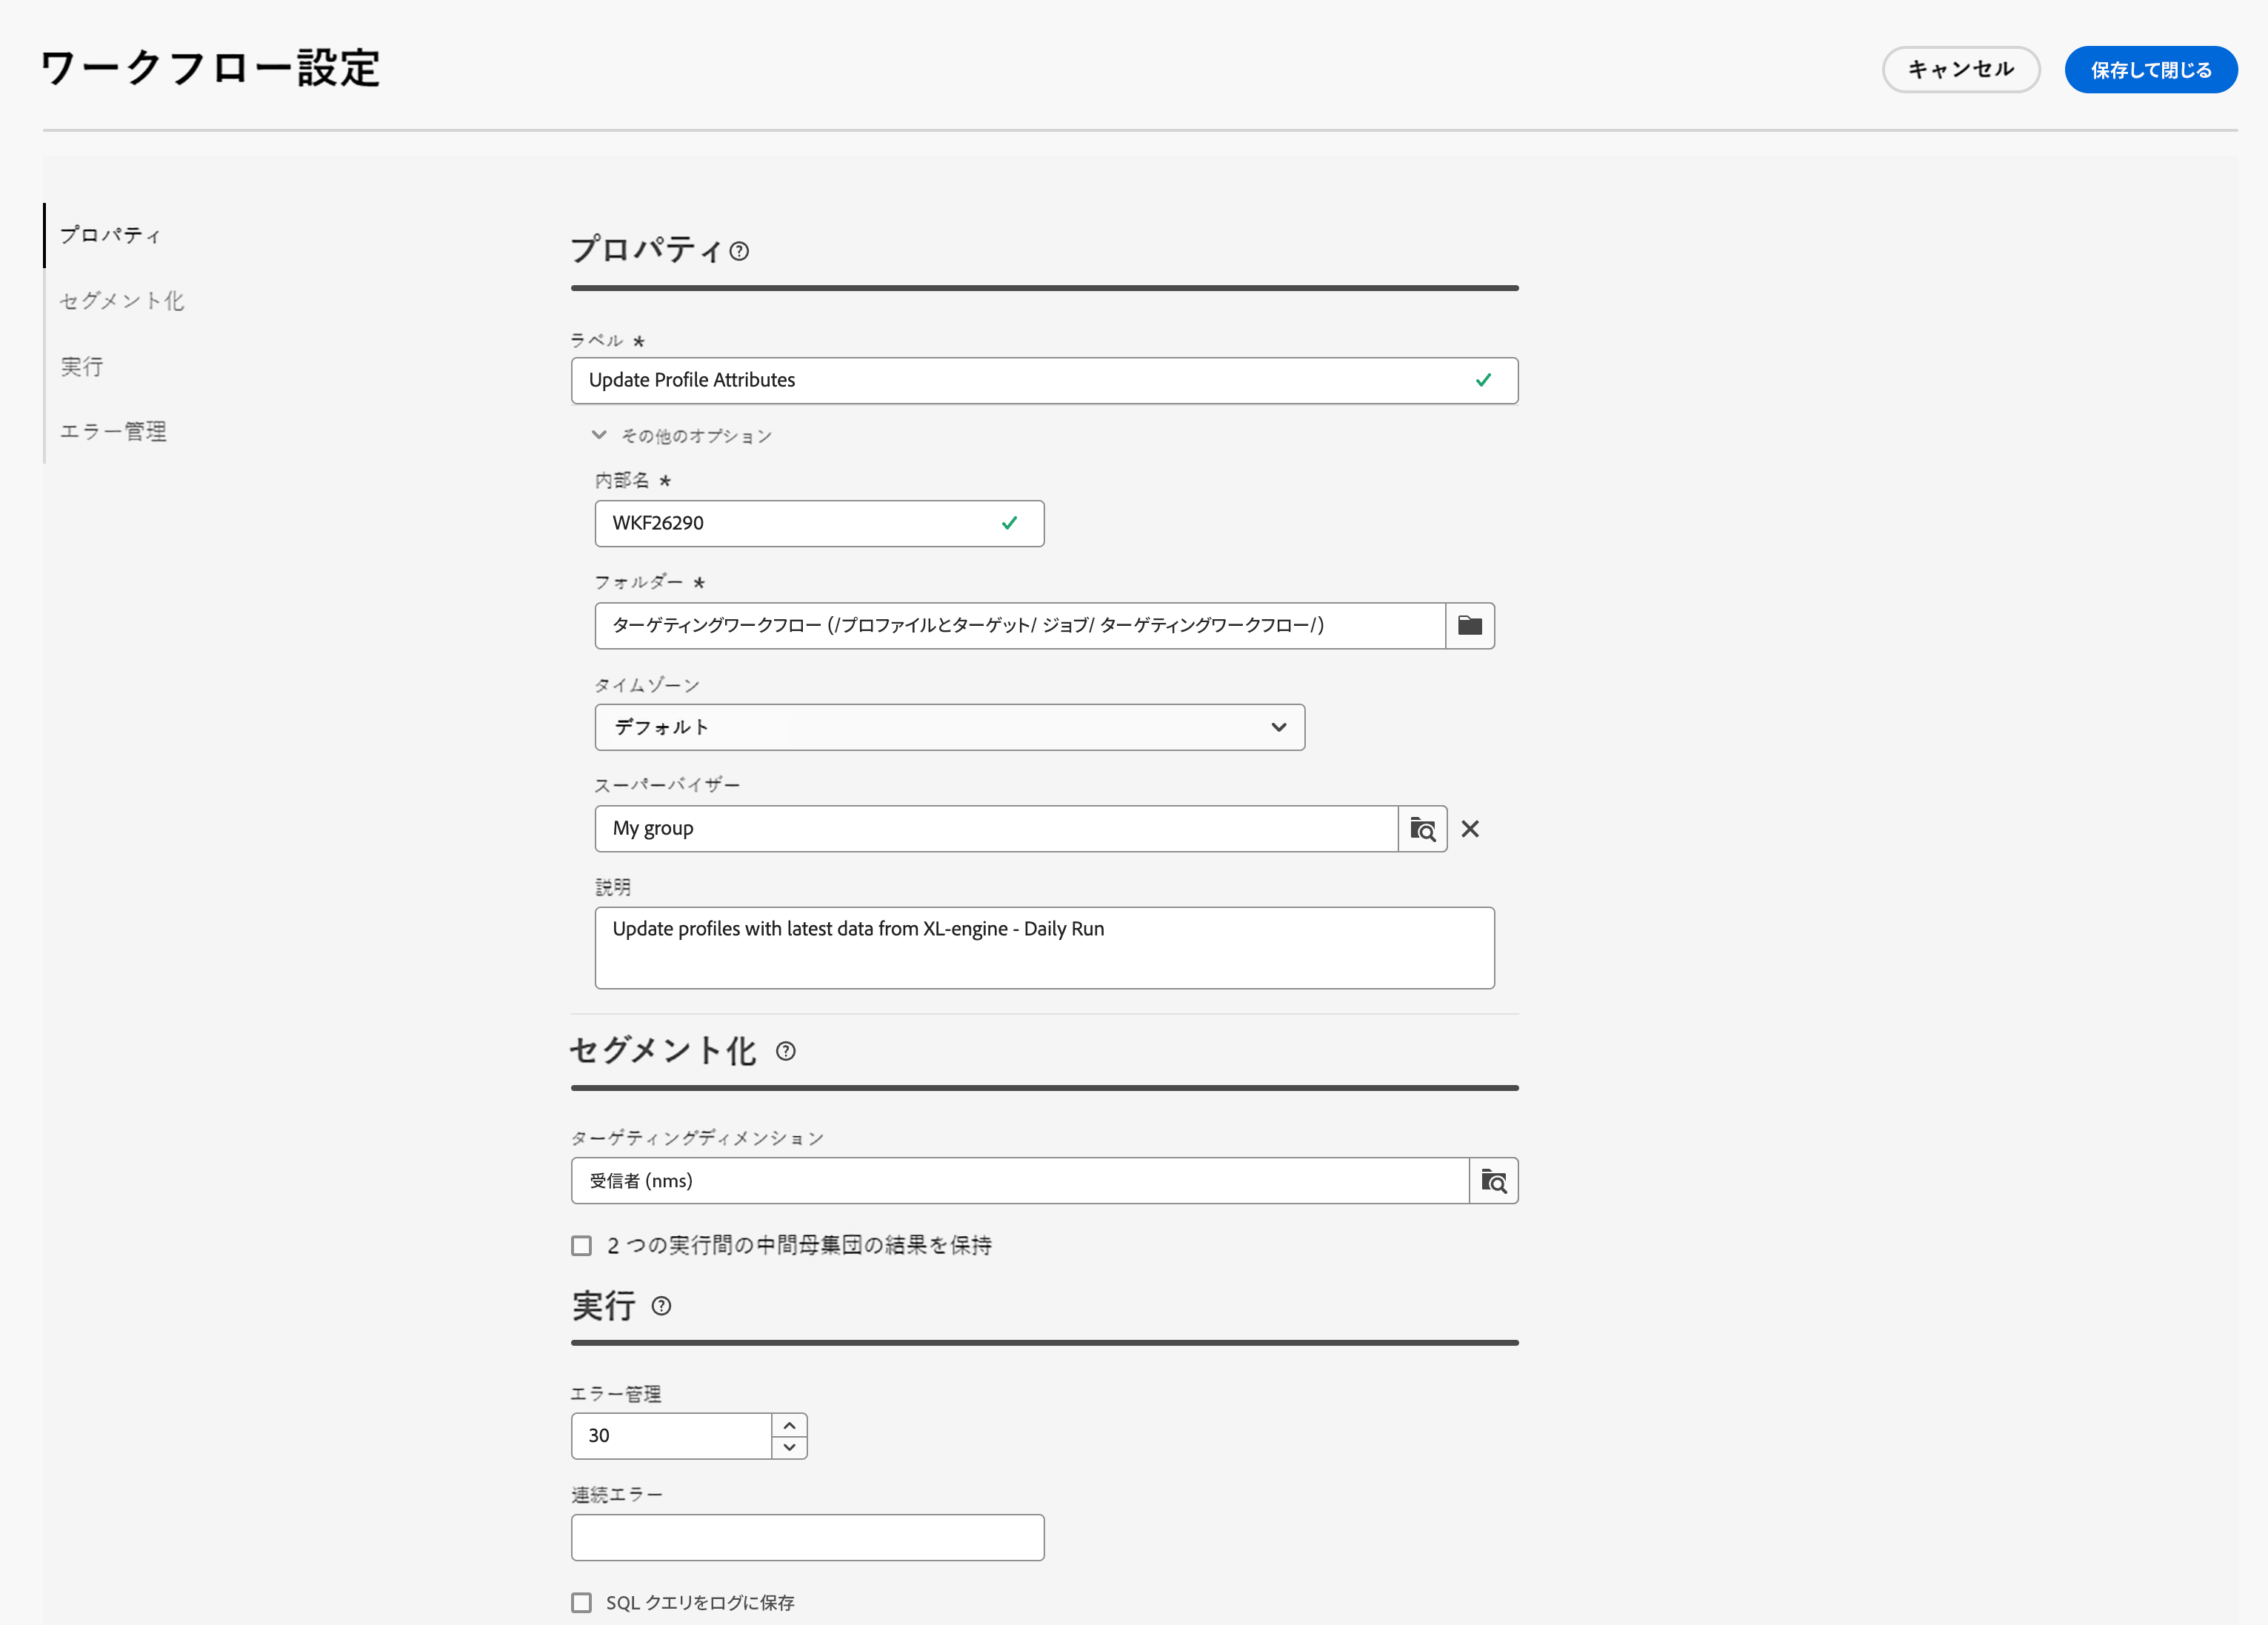 ワークフロー設定
キャンセル
保存して閉じる
プロパティ
セグメント化
実行
エラー管理
プロパティ
ラベル *
Update Profile Attributes
その他のオプション
内部名 *
WKF26290
フォルダー *
ターゲティングワークフロー (/プロファイルとターゲット/ ジョブ/ ターゲティングワークフロー/)
タイムゾーン
デフォルト
スーパーバイザー
My group
説明
Update profiles with latest data from XL-engine - Daily Run
セグメント化
ターゲティングディメンション
受信者 (nms)
2 つの実行間の中間母集団の結果を保持
実行
エラー管理
30
連続エラー
SQL クエリをログに保存